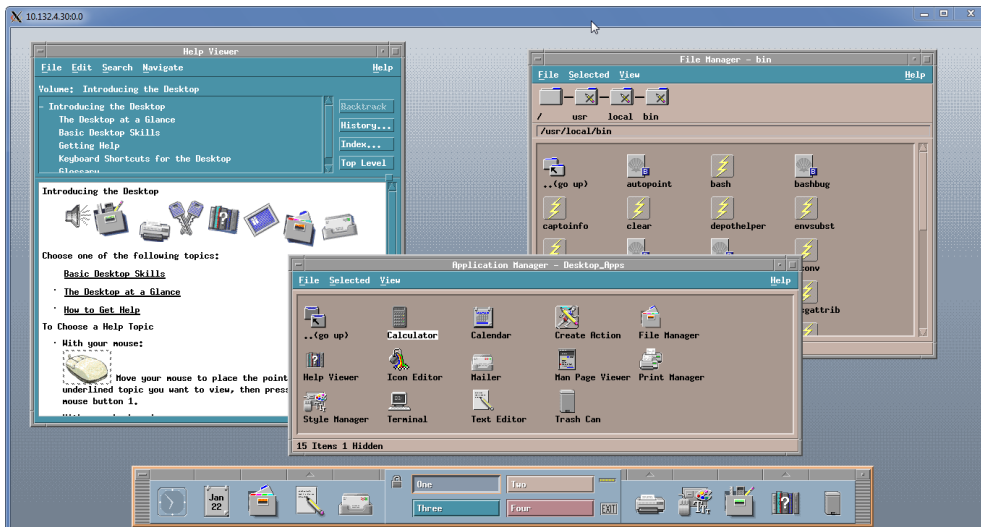 10.132.4.30:0.0
Help Viewer
File Edit Search Navigate Help
Volume: Introducing the Desktop
- Introducing the Desktop
The Desktop at a Glance
Basic Desktop Skills
Getting Help
Keyboard Shortcuts for the Desktop
Glossary
Backtrack
History...
Index...
Top Level
Introducing the Desktop
Choose one of the following topics:
Basic Desktop Skills
· The Desktop at a Glance
· How to Get Help
To Choose a Help Topic
· With your mouse:
Move your mouse to place the point
underlined topic you want to view, then press
mouse button 1.
File Manager - bin
File Selected View Help
/ usr local bin
/usr/local/bin
..(go up) autopoint bash bashbug
captoinfo clear depothelper envsubst
conv
sgattrib
Application Manager - Desktop_Apps
File Selected View Help
..(go up) Calculator Calendar Create Action File Manager
Help Viewer Icon Editor Mailer Man Page Viewer Print Manager
Style Manager Terminal Text Editor Trash Can
15 Items 1 Hidden
Jan
22
One Two
Three Four
EXIT